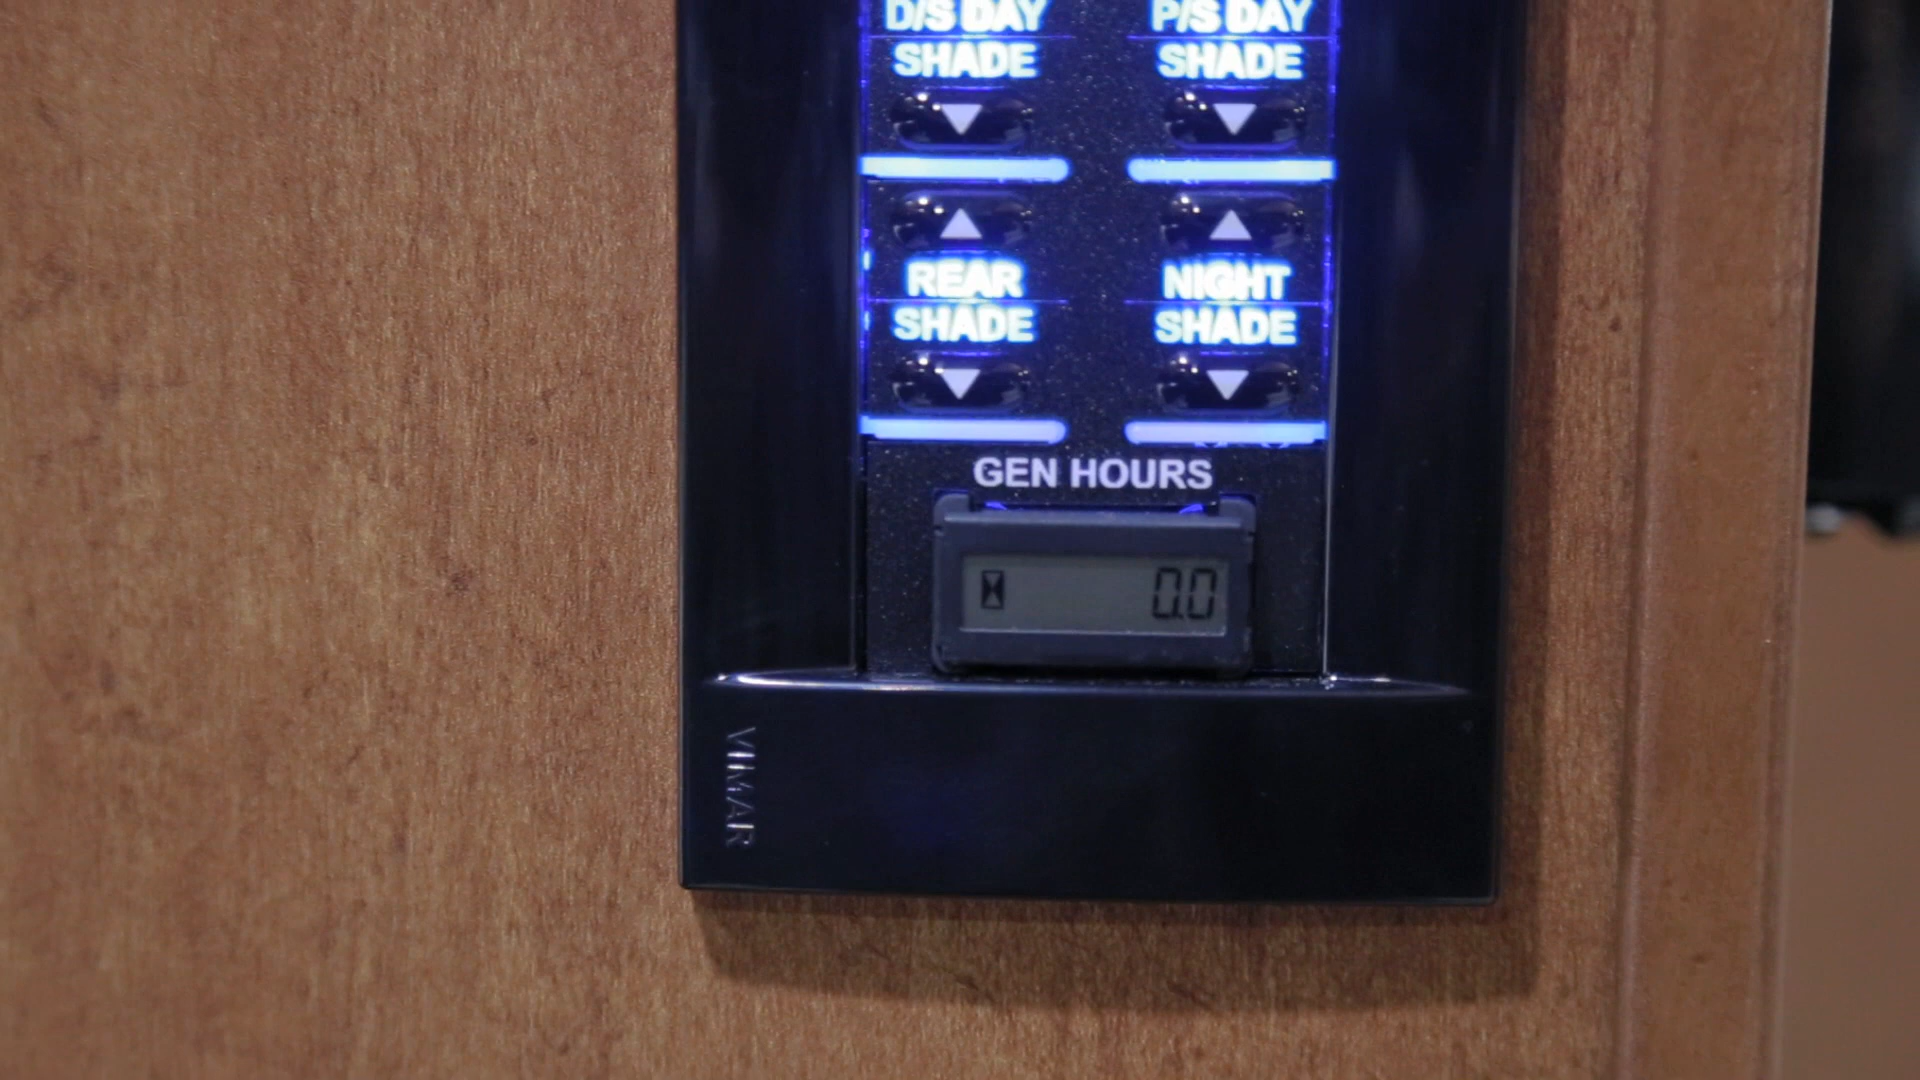 D/S DAY
SHADE
P/S DAY
SHADE
REAR
SHADE
NIGHT
SHADE
GEN HOURS
0.0
VIMAR